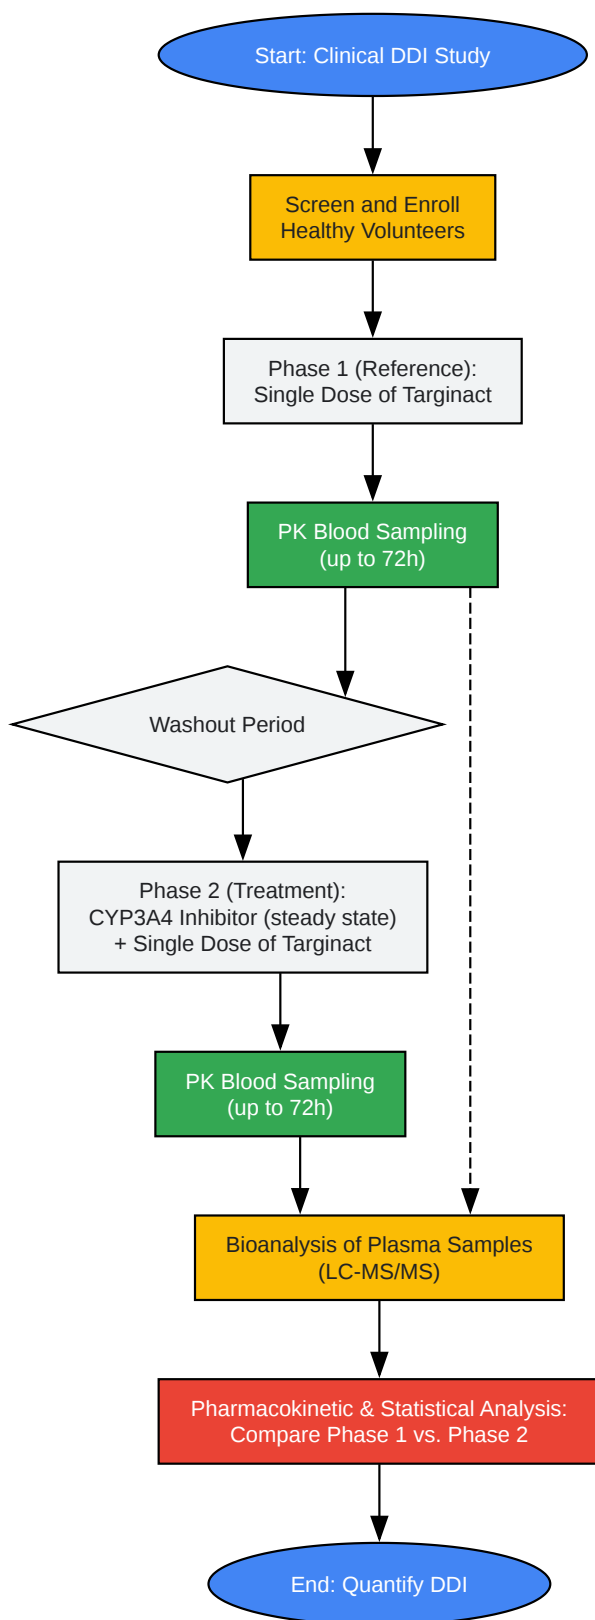 Start: Clinical DDI Study
Screen and Enroll
Healthy Volunteers
Phase 1 (Reference):
Single Dose of Targinact
PK Blood Sampling
(up to 72h)
Washout Period
Phase 2 (Treatment):
CYP3A4 Inhibitor (steady state)
+ Single Dose of Targinact
PK Blood Sampling
(up to 72h)
Bioanalysis of Plasma Samples
(LC-MS/MS)
Pharmacokinetic & Statistical Analysis:
Compare Phase 1 vs. Phase 2
End: Quantify DDI